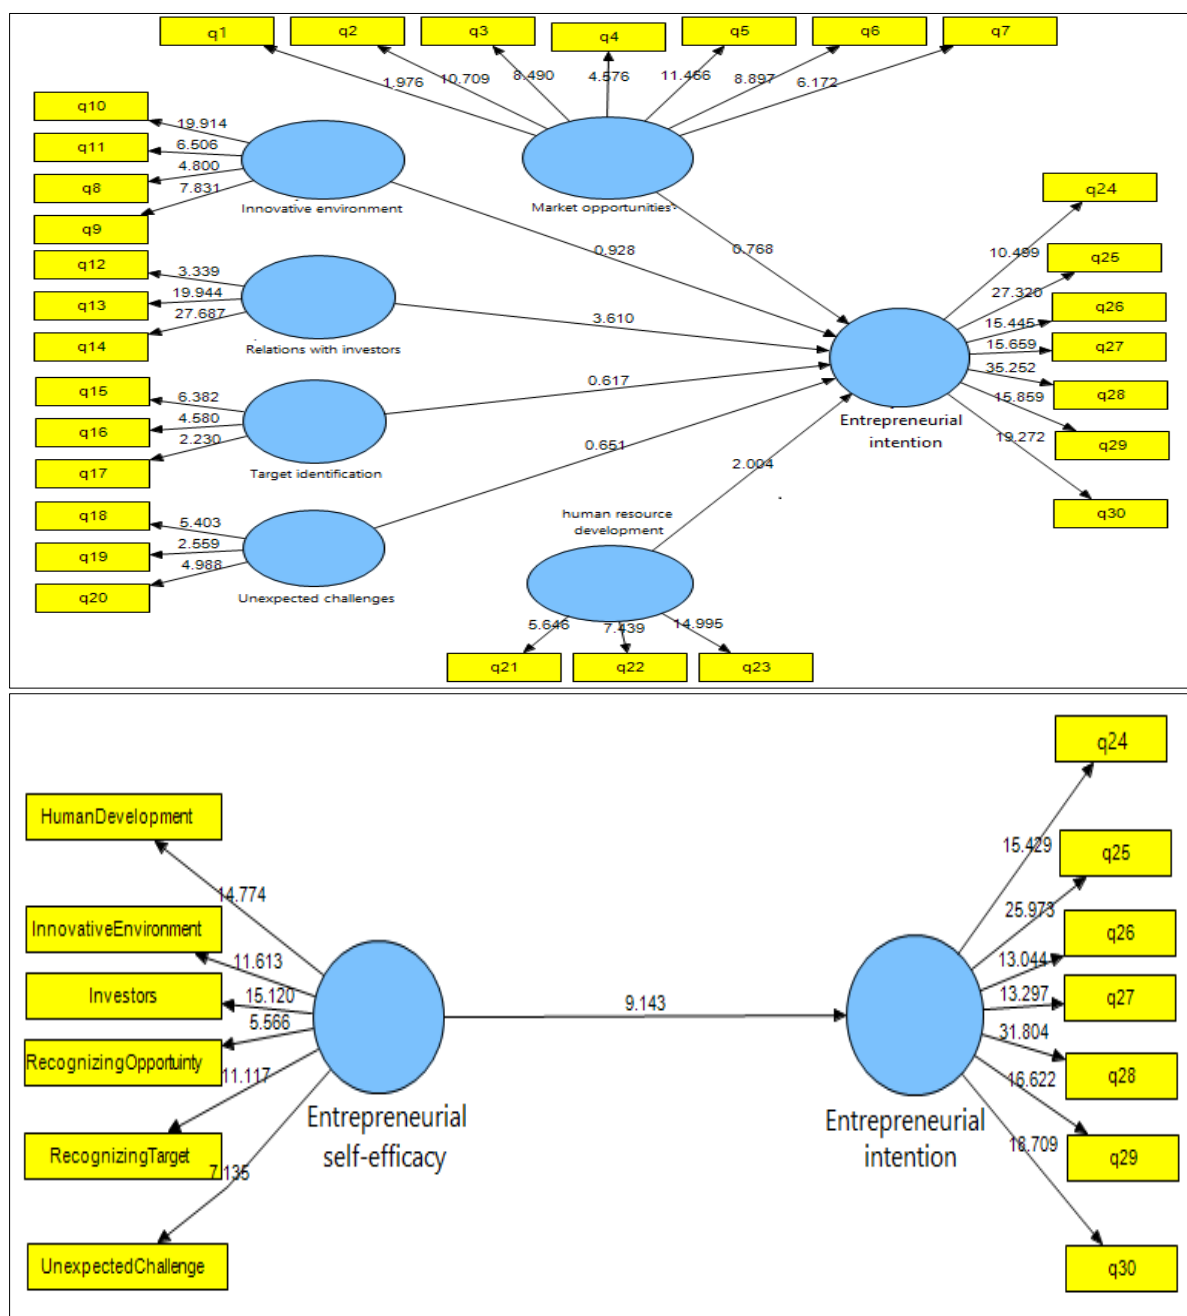 q1
q2
q3
q4
q5
q6
q7
1.976
10.709
8.490
4.576
11.466
8.897
6.172
q10
q11
q8
q9
19.914
6.506
4.800
7.831
Innovative environment
Market opportunities
q12
q13
q14
3.339
19.944
27.687
Relations with investors
q15
q16
q17
6.382
4.580
2.230
Target identification
q18
q19
q20
5.403
2.559
4.988
Unexpected challenges
0.928
0.768
3.610
0.617
0.651
2.004
human resource
development
5.646
7.439
14.995
q21
q22
q23
Entrepreneurial
intention
10.499
27.320
15.445
15.659
35.252
15.859
19.272
q24
q25
q26
q27
q28
q29
q30
HumanDevelopment
InnovativeEnvironment
Investors
RecognizingOpportuinty
RecognizingTarget
UnexpectedChallenge
14.774
11.613
15.120
5.566
11.117
7.135
Entrepreneurial
self-efficacy
9.143
Entrepreneurial
intention
15.429
25.973
13.044
13.297
31.804
16.622
18.709
q24
q25
q26
q27
q28
q29
q30